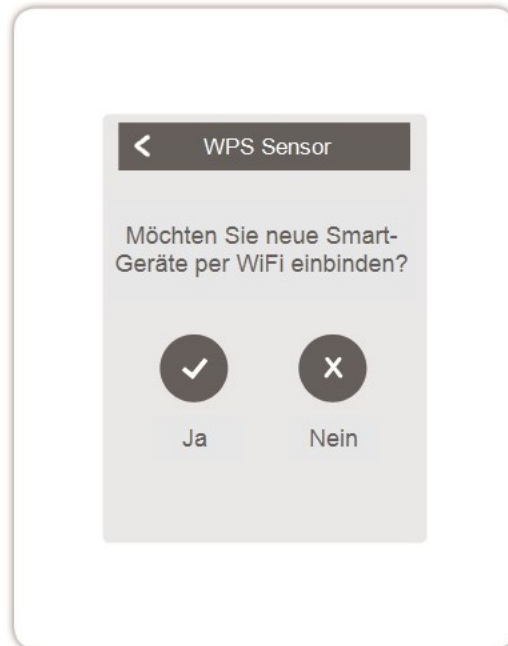 WPS Sensor
Möchten Sie neue Smart-
Geräte per WiFi einbinden?
Ja Nein